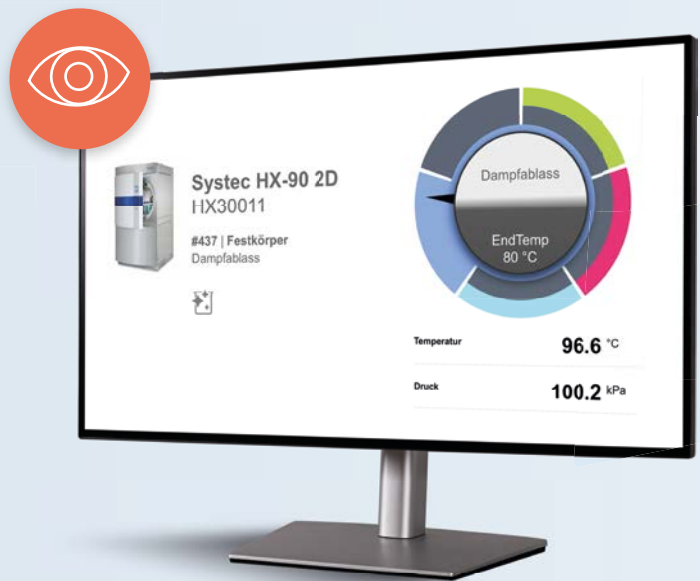 Systec HX-90 2D
HX30011
#437 | Festkörper
Dampfablass
Dampfablass
EndTemp
80 °C
Temperatur 96.6 °C
Druck 100.2 kPa